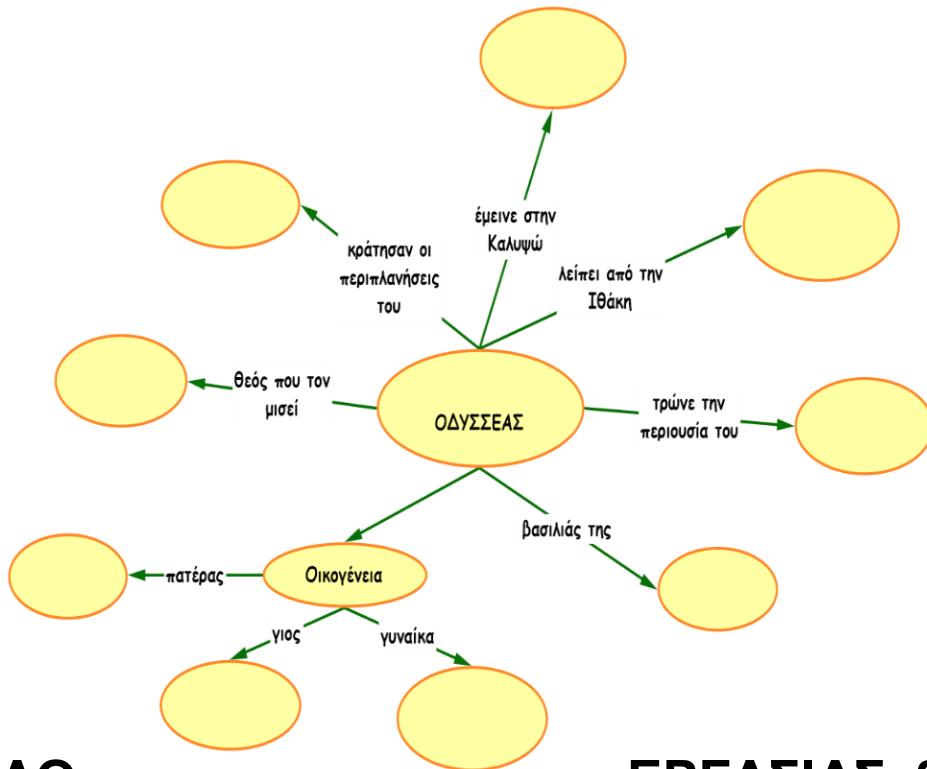 έμεινε στην
Καλυψώ
κράτησαν οι
περιπλανήσεις
του
λείπει από την
Ιθάκη
θεός που τον
μισεί
ΟΔΥΣΣΕΑΣ
τρώνε την
περιουσία του
βασιλιάς της
Οικογένεια
πατέρας
γιος
γυναίκα